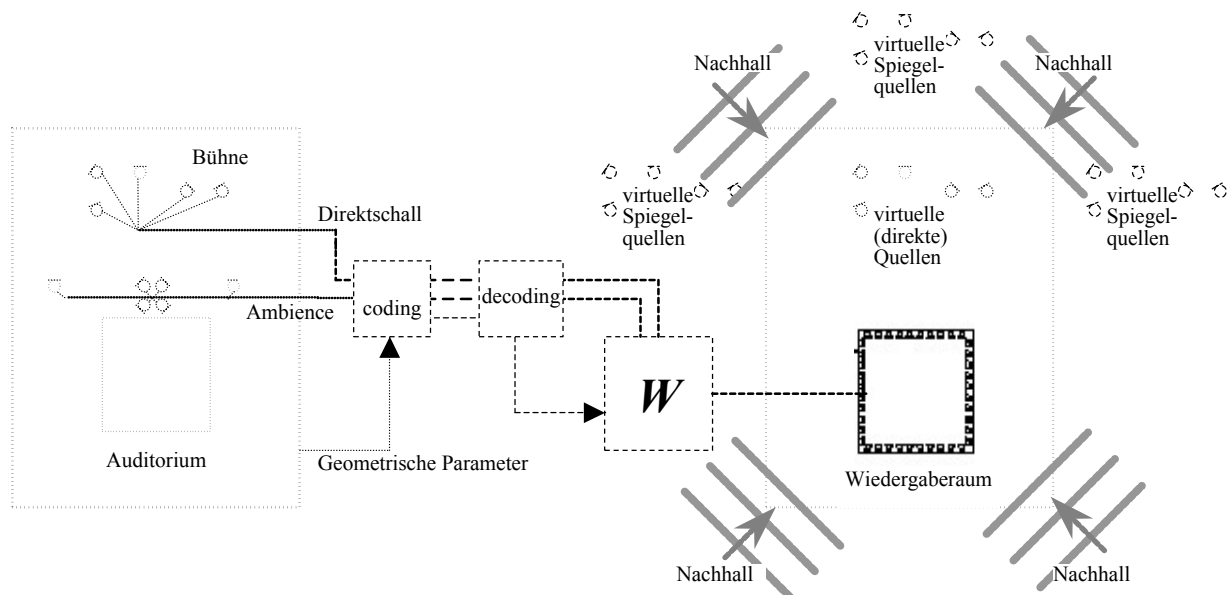 virtuelle
Spiegel-
quellen
Nachhall
Nachhall
Bühne
virtuelle
Spiegel-
quellen
virtuelle
(direkte)
Quellen
virtuelle
Spiegel-
quellen
Direktschall
Ambience
coding
decoding
W
Auditorium
Geometrische Parameter
Wiedergaberaum
Nachhall
Nachhall